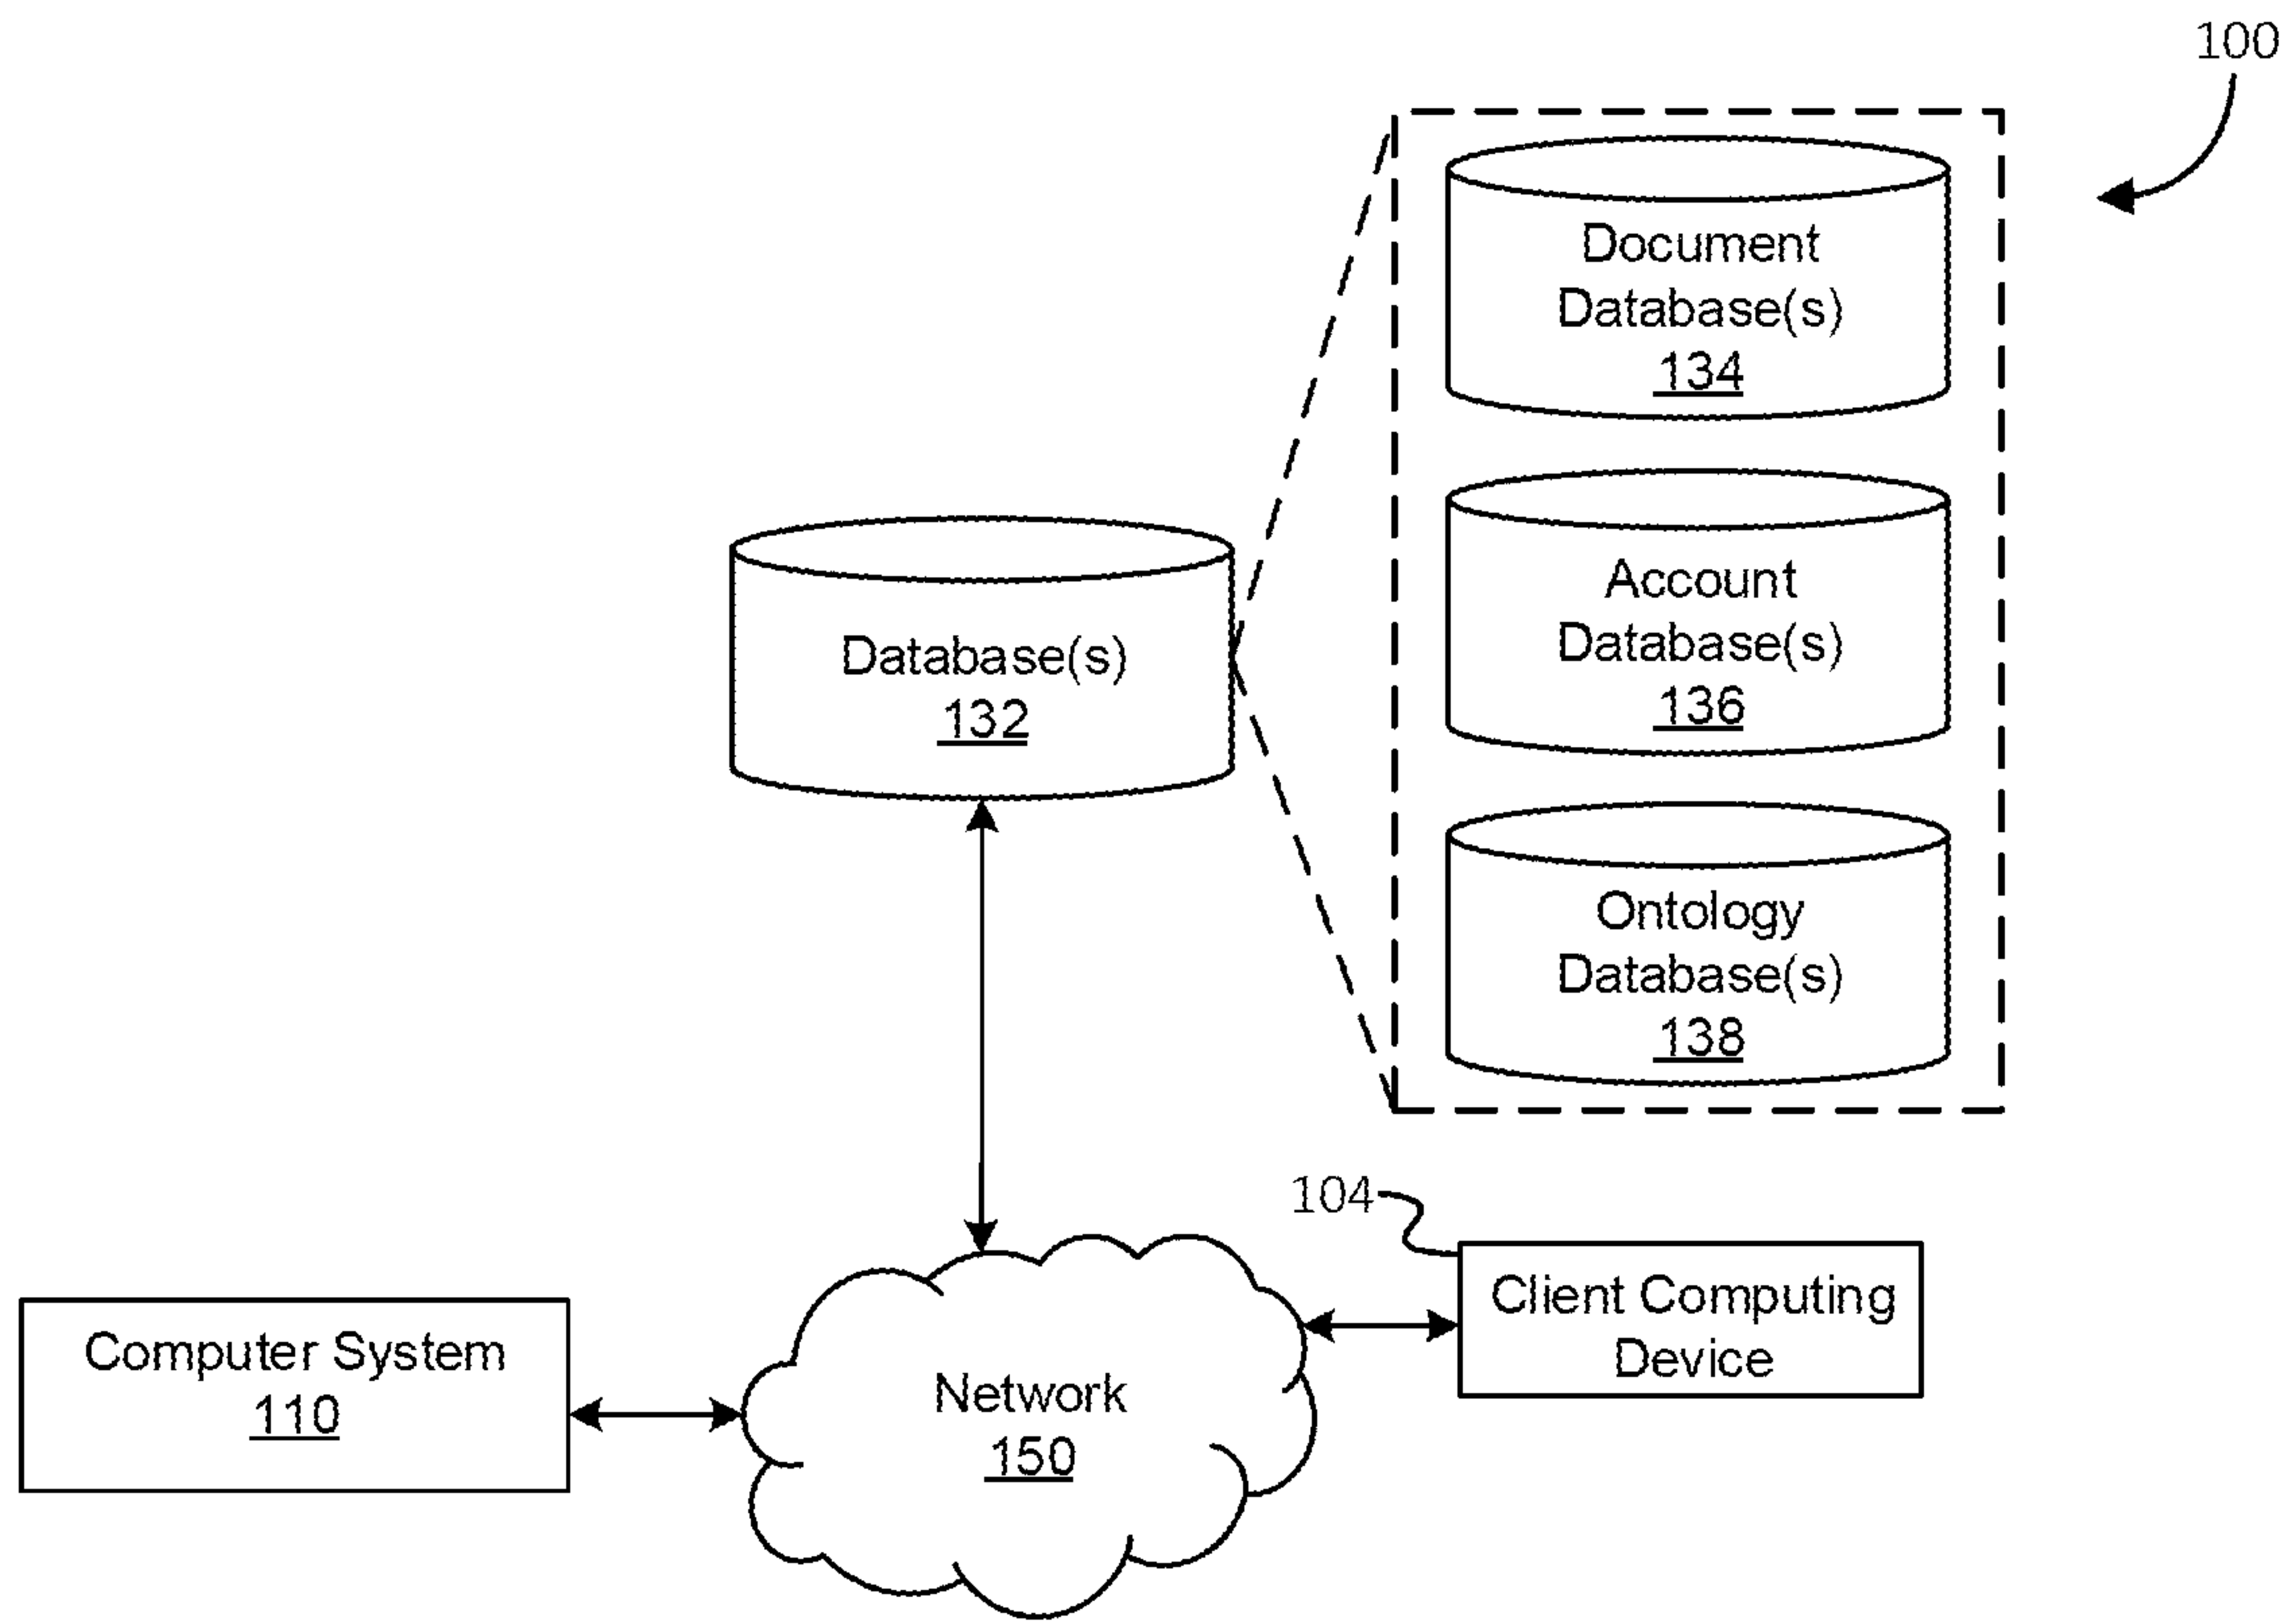 100
Document
Database(s)
134
Account
Database(s)
136
Database(s)
132
Ontology
Database(s)
138
104
Client Computing
Device
Computer System
110
Network
150